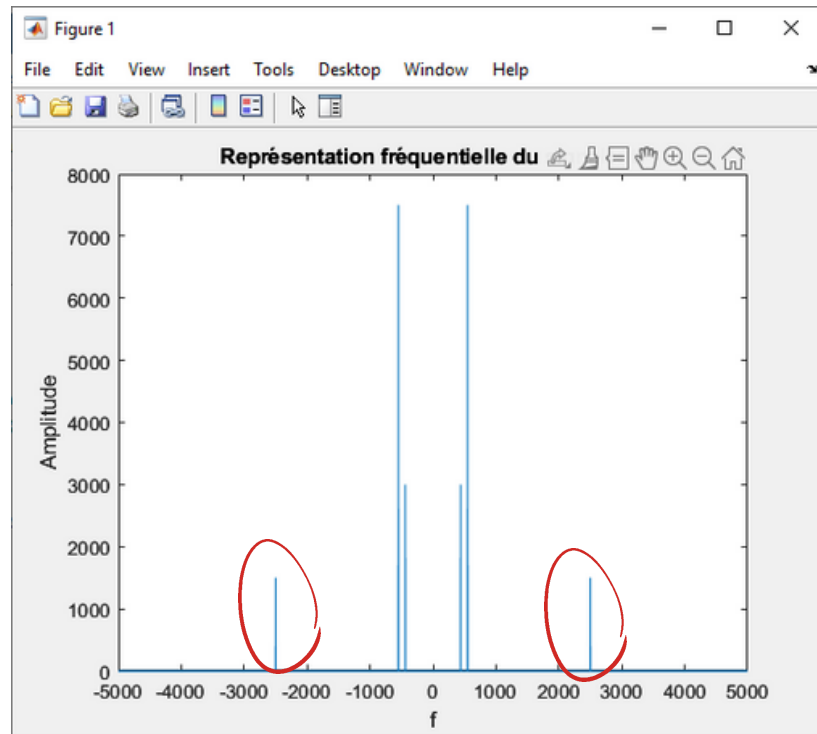 Figure 1
File Edit View Insert Tools Desktop Window Help
Représentation fréquentielle du
8000
7000
6000
5000
4000
3000
2000
1000
0
Amplitude
-5000 -4000 -3000 -2000 -1000 0 1000 2000 3000 4000 5000
f